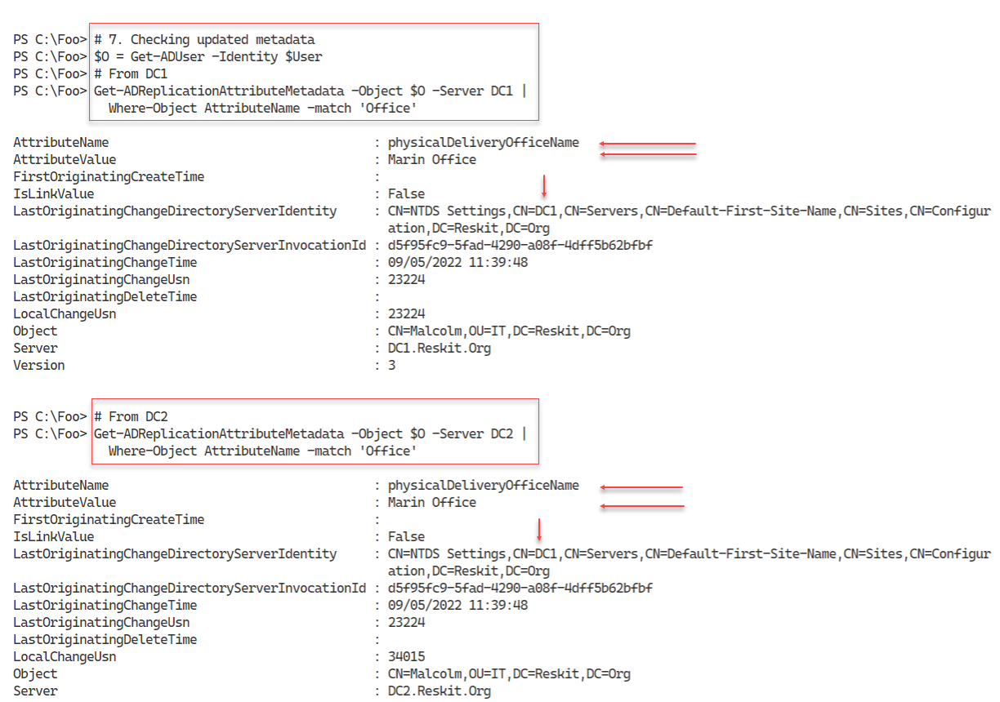 PS C:\Foo> # 7. Checking updated metadata
PS C:\Foo> $O = Get-ADUser -Identity $User
PS C:\Foo> # From DC1
PS C:\Foo> Get-ADReplicationAttributeMetadata -Object $O -Server DC1 |
Where-Object AttributeName -match 'Office'
AttributeName : physicalDeliveryOfficeName
AttributeValue : Marin Office
FirstOriginatingCreateTime :
IsLinkValue : False
LastOriginatingChangeDirectoryServerIdentity : CN=NTDS Settings,CN=DC1,CN=Servers,CN=Default-First-Site-Name,CN=Sites,CN=Configur
ation,DC=Reskit,DC=Org
LastOriginatingChangeDirectoryServerInvocationId : d5f95fc9-5fad-4290-a08f-4dff5b62bfbf
LastOriginatingChangeTime : 09/05/2022 11:39:48
LastOriginatingChangeUsn : 23224
LastOriginatingDeleteTime :
LocalChangeUsn : 23224
Object : CN=Malcolm,OU=IT,DC=Reskit,DC=Org
Server : DC1.Reskit.Org
Version : 3
PS C:\Foo> # From DC2
PS C:\Foo> Get-ADReplicationAttributeMetadata -Object $O -Server DC2 |
Where-Object AttributeName -match 'Office'
AttributeName : physicalDeliveryOfficeName
AttributeValue : Marin Office
FirstOriginatingCreateTime :
IsLinkValue : False
LastOriginatingChangeDirectoryServerIdentity : CN=NTDS Settings,CN=DC1,CN=Servers,CN=Default-First-Site-Name,CN=Sites,CN=Configur
ation,DC=Reskit,DC=Org
LastOriginatingChangeDirectoryServerInvocationId : d5f95fc9-5fad-4290-a08f-4dff5b62bfbf
LastOriginatingChangeTime : 09/05/2022 11:39:48
LastOriginatingChangeUsn : 23224
LastOriginatingDeleteTime :
LocalChangeUsn : 34015
Object : CN=Malcolm,OU=IT,DC=Reskit,DC=Org
Server : DC2.Reskit.Org